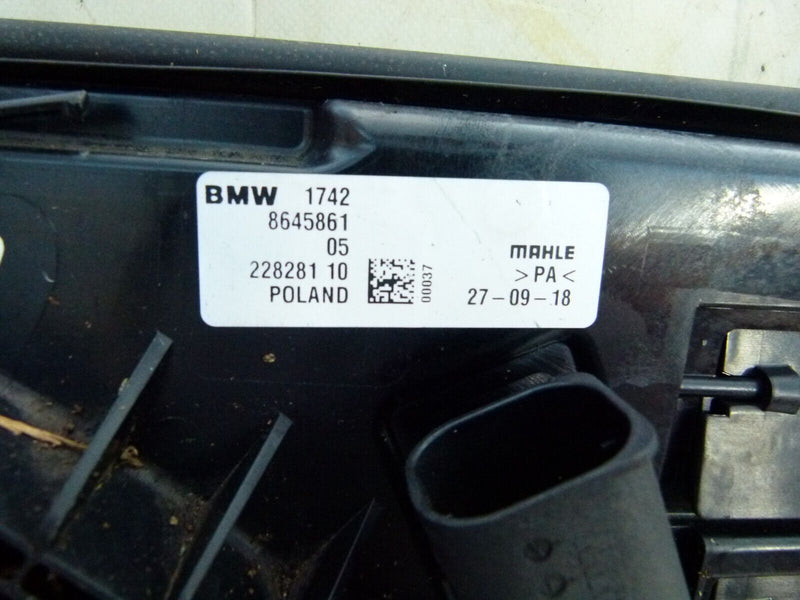 BMW 1742
8645861
05
228281 10
POLAND
00037
MAHLE
>PA<
27-09-18